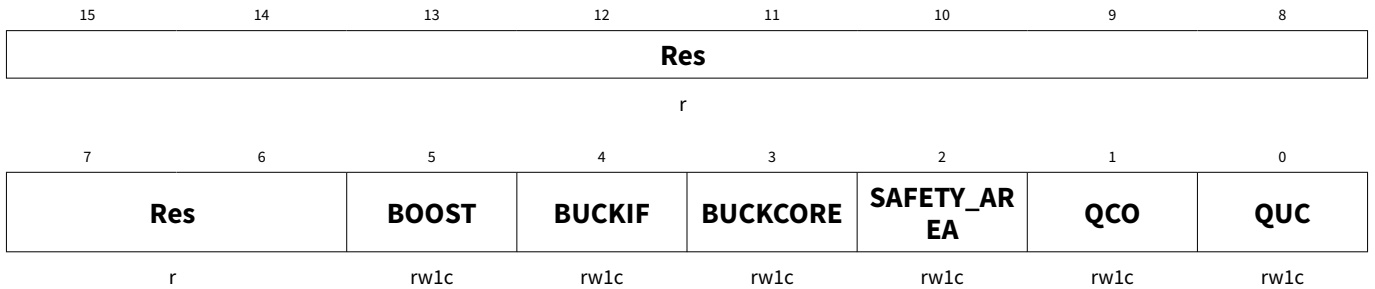 15 14 13 12 11 10 9 8
Res
r
7 6 5 4 3 2 1 0
Res BOOST BUCKIF BUCKCORE SAFETY_AR QCO QUC
EA
r rw1c rw1c rw1c rw1c rw1c rw1c